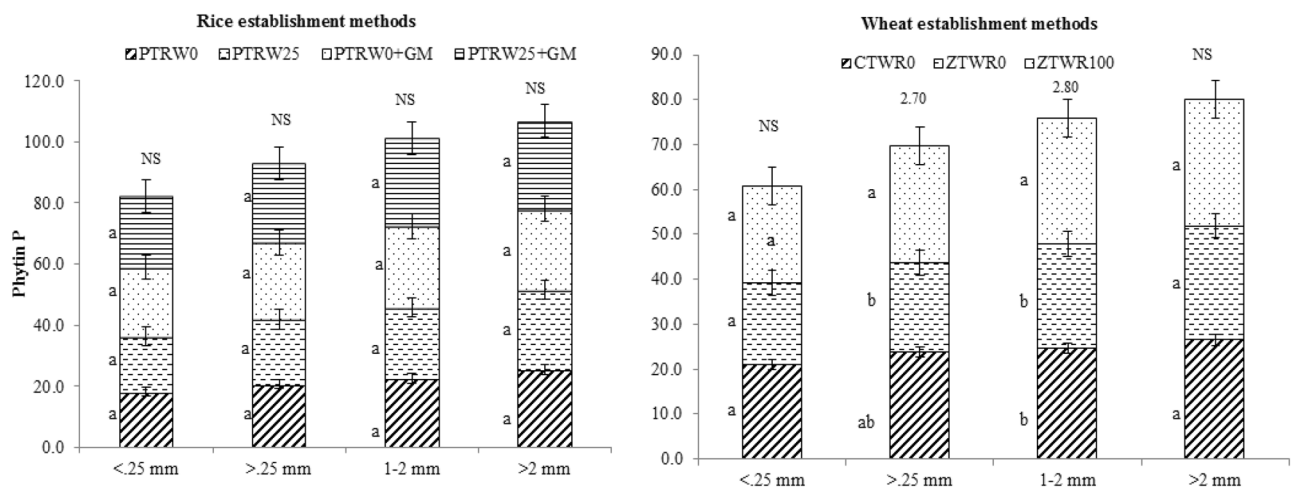 Rice establishment methods
PTRW0 PTRW25 PTRW0+GM PTRW25+GM
Phytin P
120.0
100.0
80.0
60.0
40.0
20.0
0.0
NS NS NS NS
a a a a
a a a a
a a a a
a a a a
<.25 mm >.25 mm 1-2 mm >2 mm
Wheat establishment methods
CTWR0 ZTWR0 ZTWR100
90.0
80.0
70.0
60.0
50.0
40.0
30.0
20.0
10.0
0.0
NS 2.70 2.80 NS
a a a a a
a b b a
a ab b a
<.25 mm >.25 mm 1-2 mm >2 mm